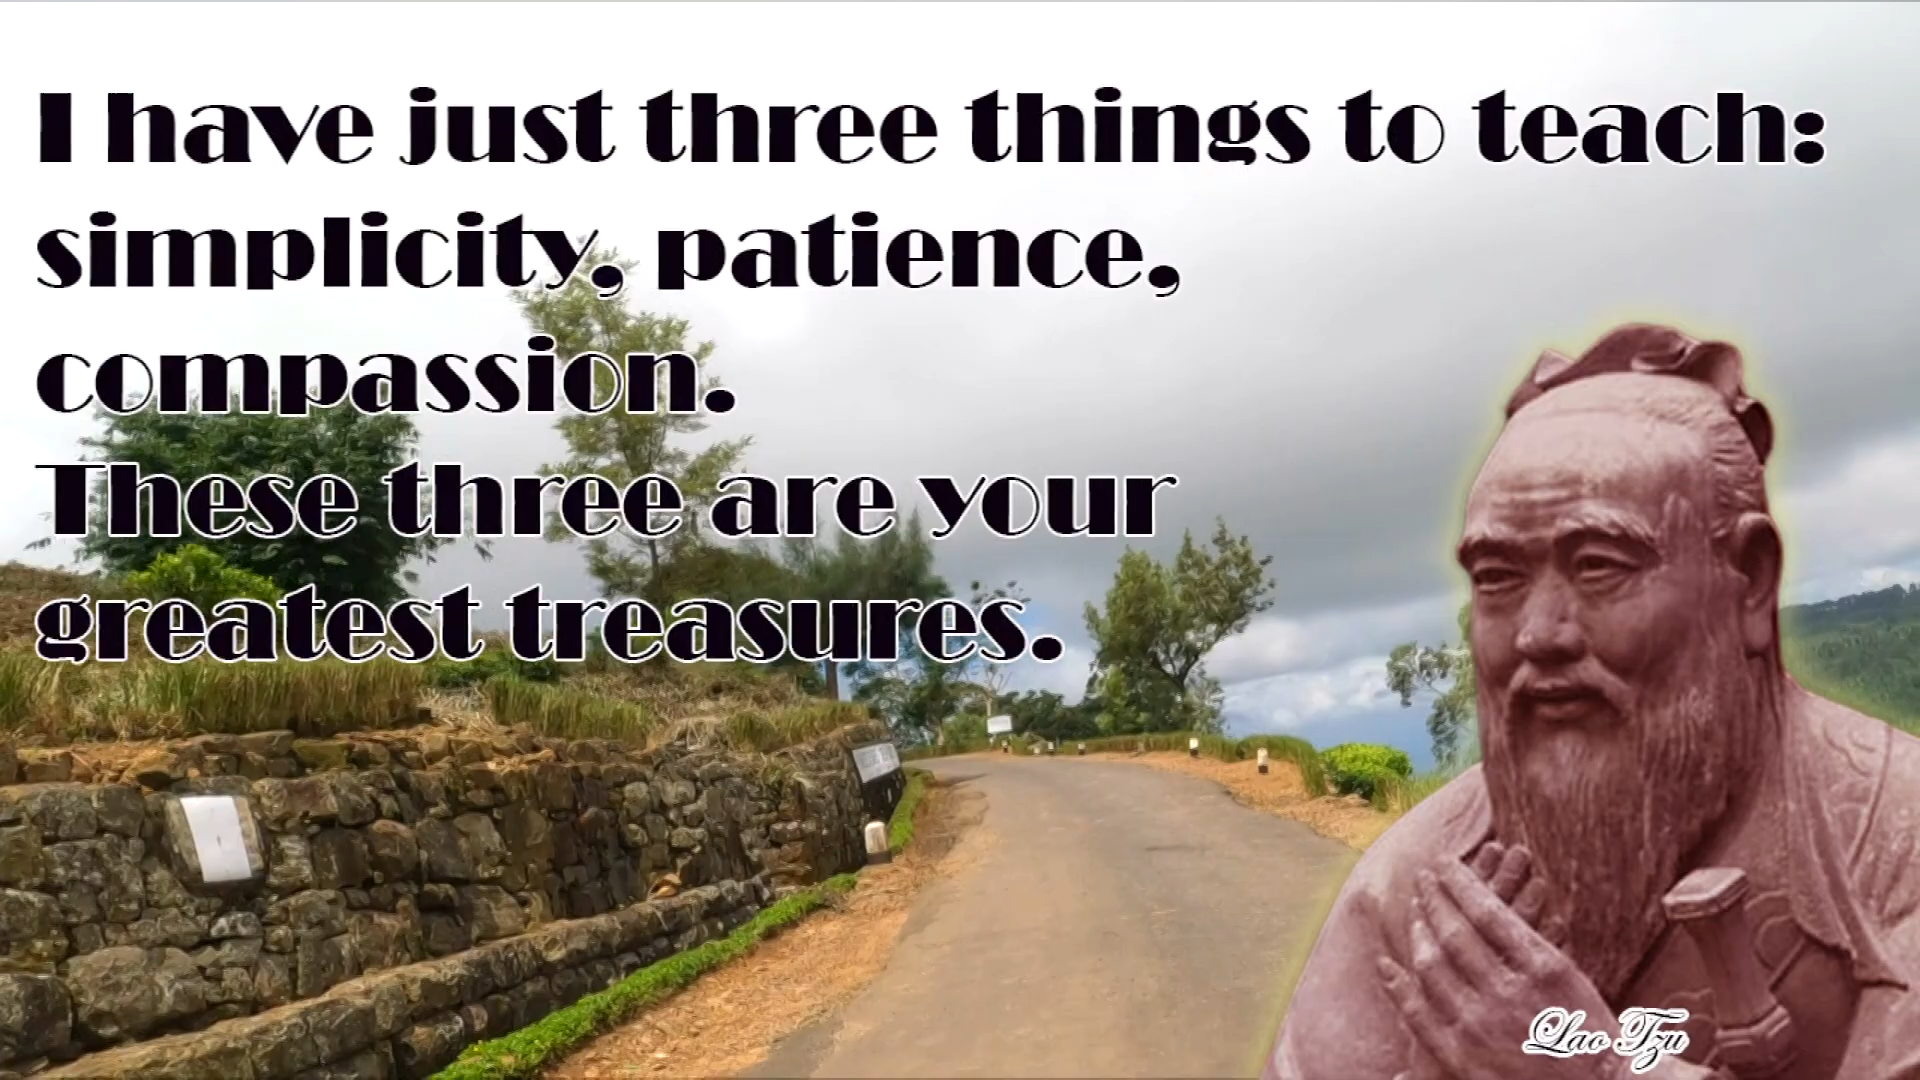 I have just three things to teach:
simplicity, patience,
compassion.
These three are your
greatest treasures.
Lao Tzu